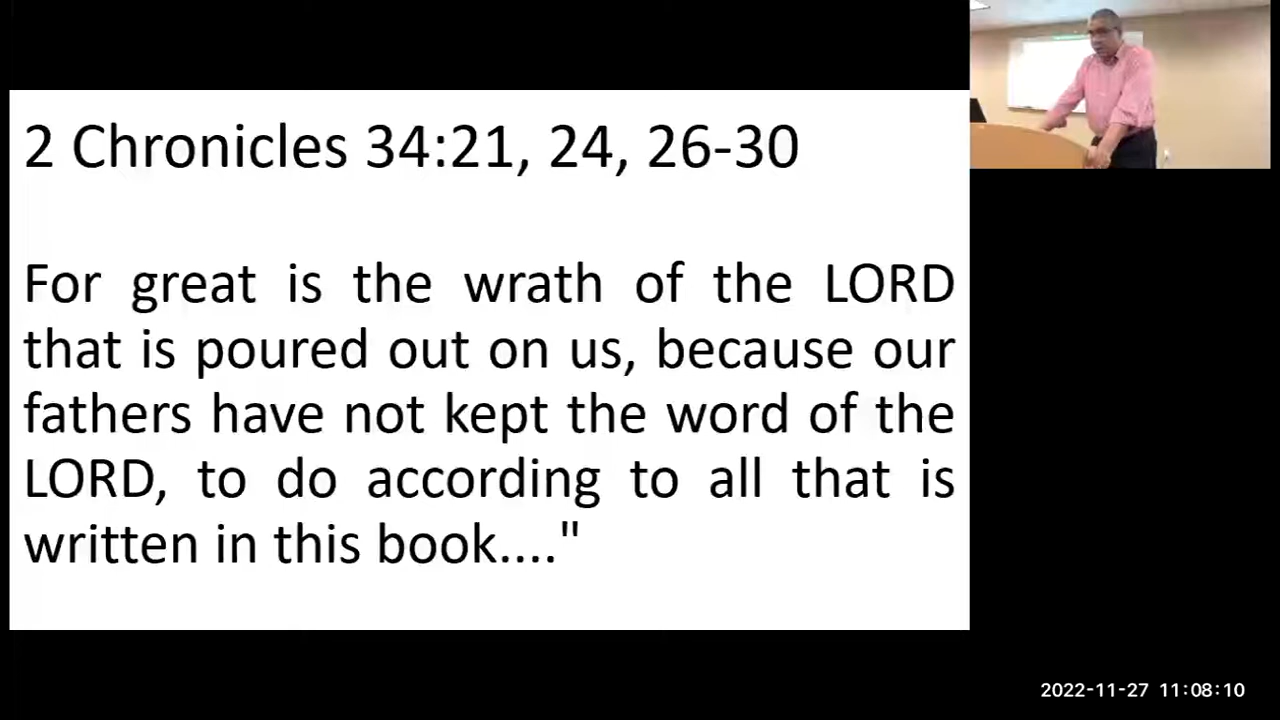 2 Chronicles 34:21, 24, 26-30
For great is the wrath of the LORD
that is poured out on us, because our
fathers have not kept the word of the
LORD, to do according to all that is
written in this book...."
2022-11-27 11:08:10